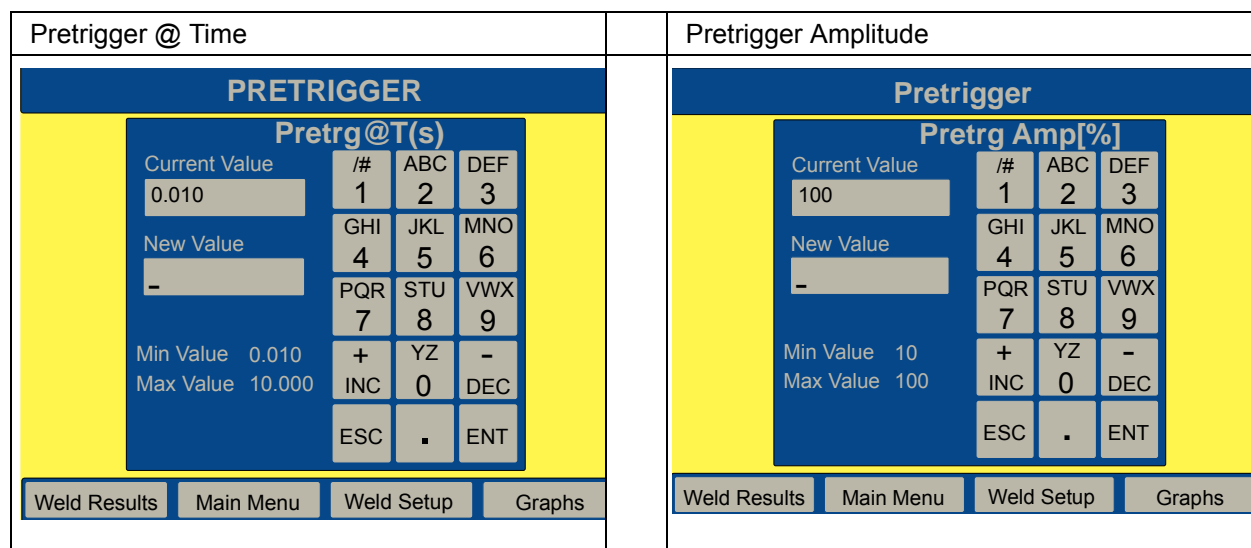 Pretrigger @ Time
PRETRIGGER
Pretrg@T(s)
Current Value
0.010
New Value
_
Min Value 0.010
Max Value 10.000
/# ABC DEF
1 2 3
GHI JKL MNO
4 5 6
PQR STU VWX
7 8 9
+ YZ -
INC 0 DEC
ESC . ENT
Weld Results Main Menu Weld Setup Graphs
Pretrigger Amplitude
Pretrigger
Pretrg Amp[%]
Current Value
100
New Value
_
Min Value 10
Max Value 100
/# ABC DEF
1 2 3
GHI JKL MNO
4 5 6
PQR STU VWX
7 8 9
+ YZ -
INC 0 DEC
ESC . ENT
Weld Results Main Menu Weld Setup Graphs